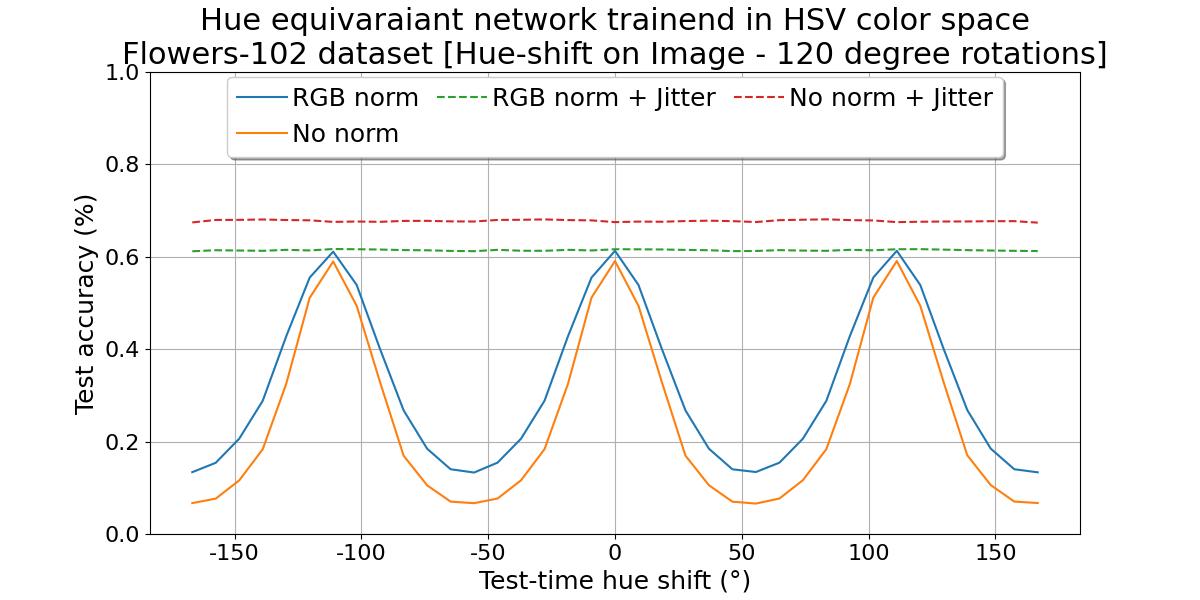 Hue equivaraiant network trainend in HSV color space
Flowers-102 dataset [Hue-shift on Image - 120 degree rotations]
RGB norm
RGB norm + Jitter
No norm + Jitter
No norm
Test accuracy (%)
1.0
0.8
0.6
0.4
0.2
0.0
-150 -100 -50 0 50 100 150
Test-time hue shift (°)